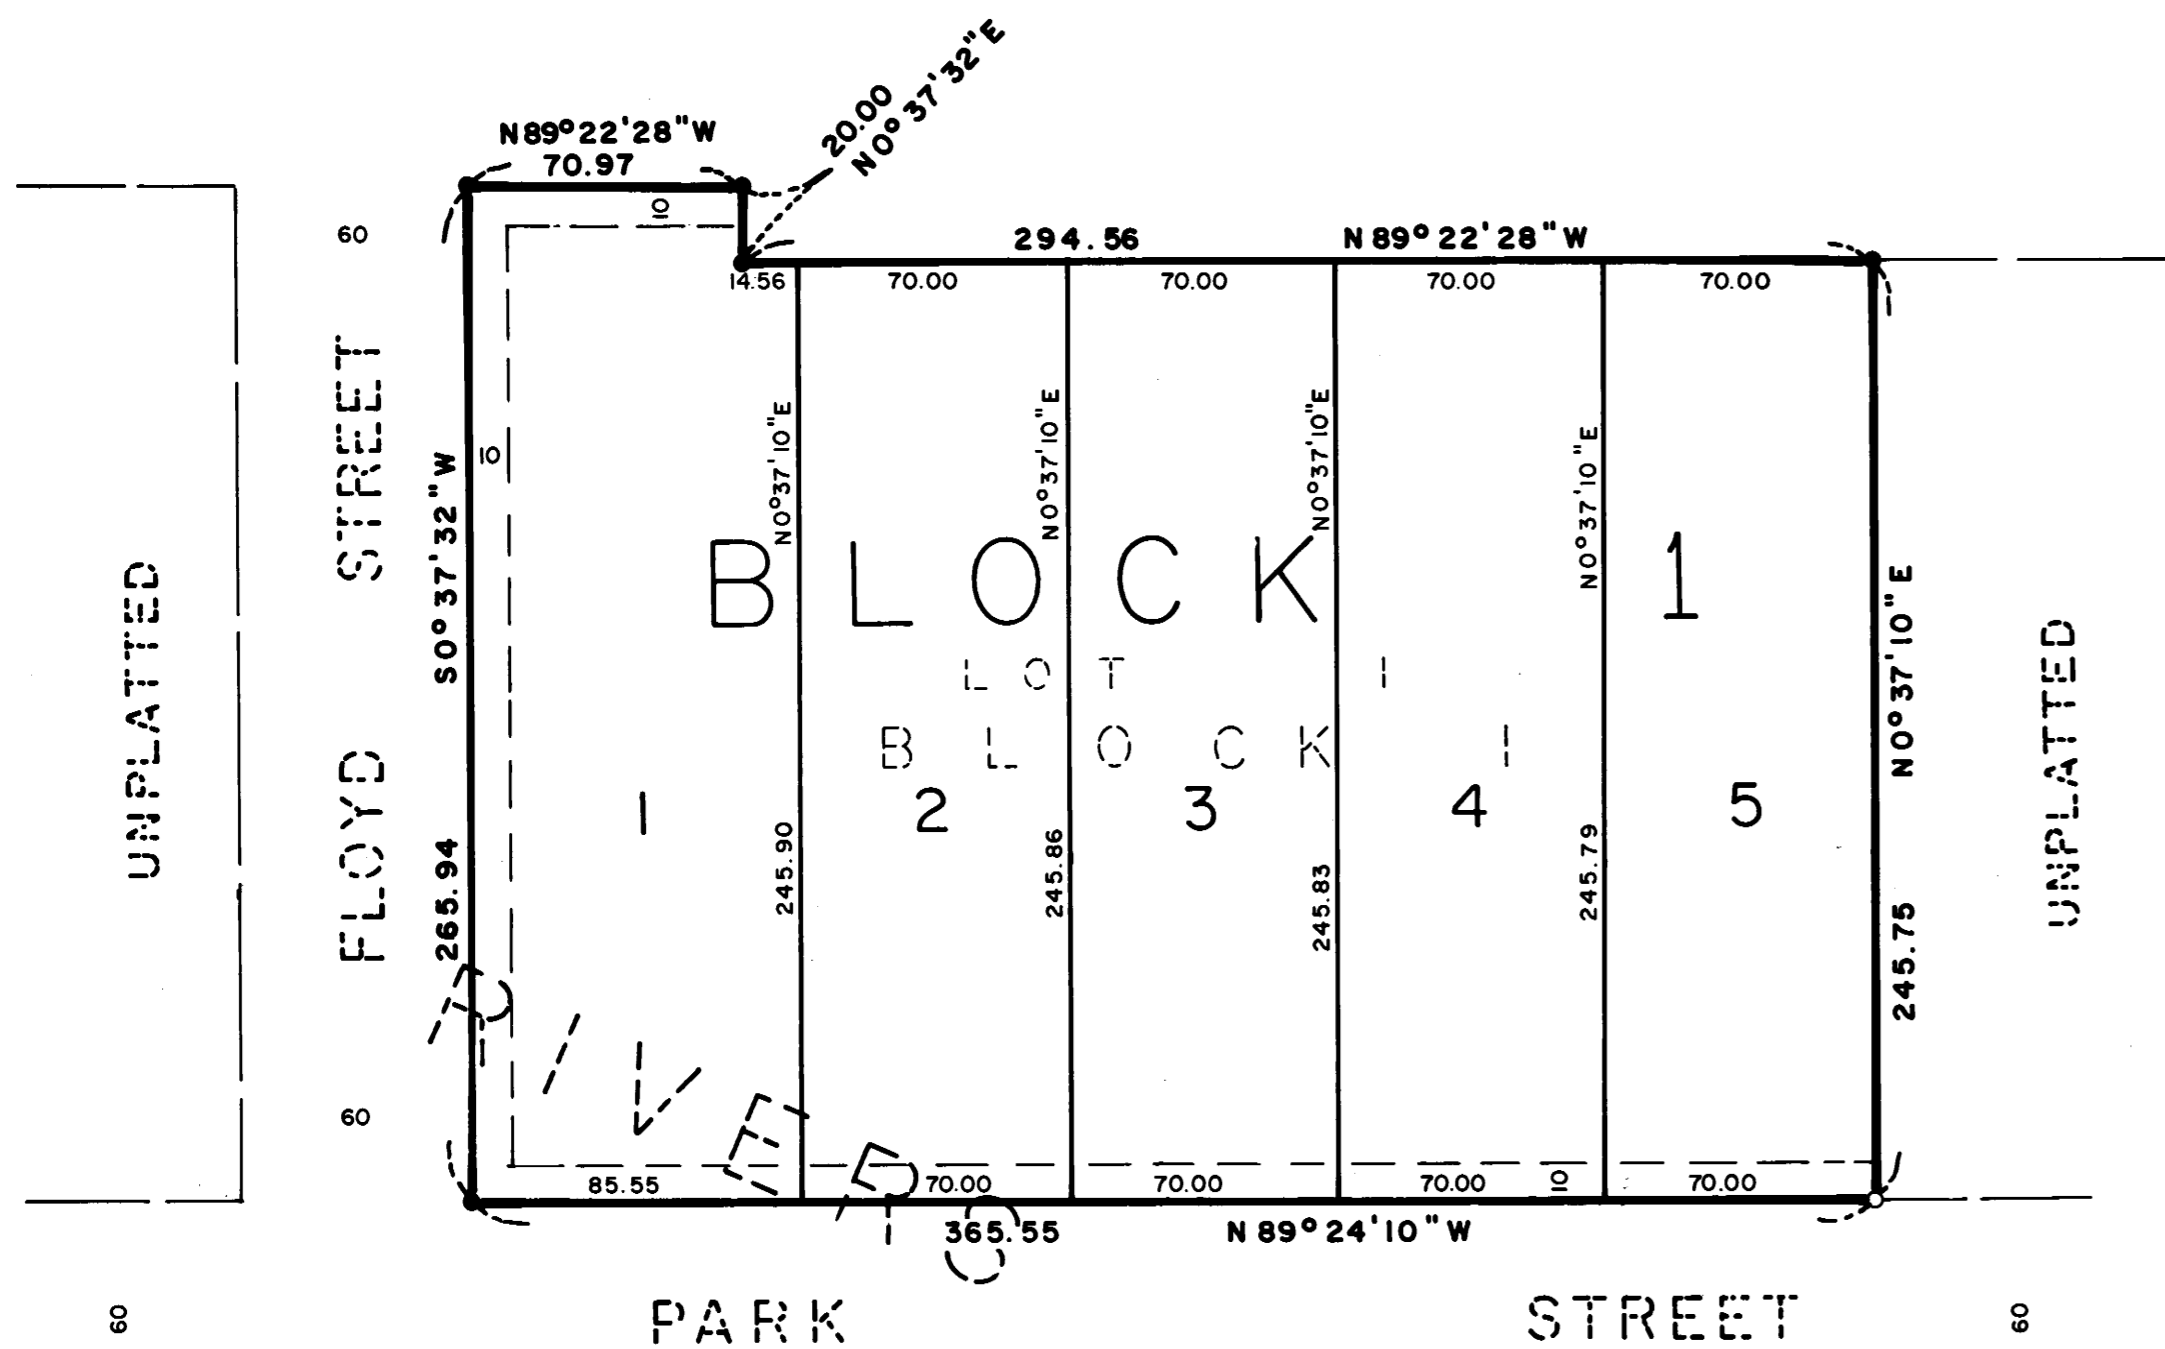 20.00
N0°37'32"E
N89°22'28"W
70.97
10
60
294.56 N89°22'28"W
14.56 70.00 70.00 70.00 70.00
FLOYD STREET
UNPLATTED
S0°37'32"W
265.94
10
N0°37'10"E
N0°37'10"E
N0°37'10"E
N0°37'10"E
N0°37'10"E
BLOCK 1
LOT 1
BLOCK 1
1 2 3 4 5
245.90
245.86
245.83
245.79
245.75
UNPLATTED
60
85.55 70.00 70.00 70.00 10 70.00
365.55 N89°24'10"W
PARK STREET
60
60